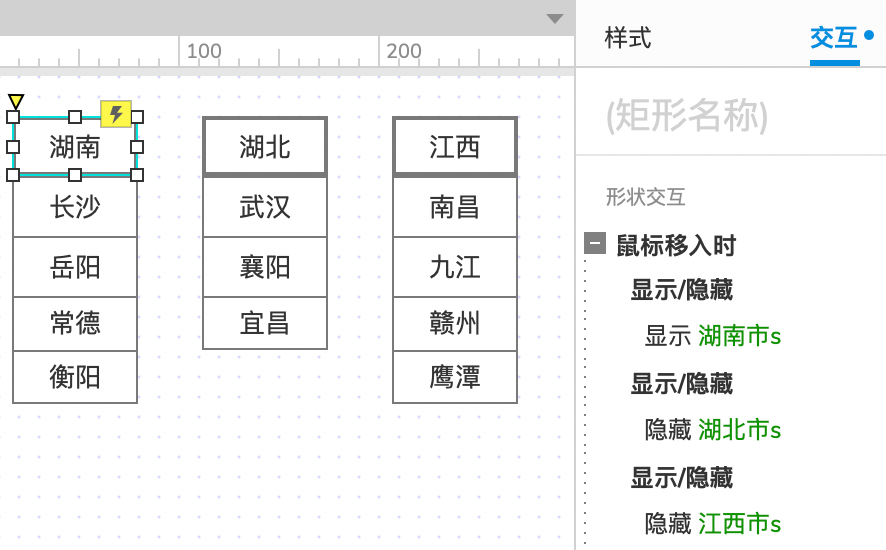 100
200
湖南
湖北
江西
长沙
武汉
南昌
岳阳
襄阳
九江
常德
宜昌
赣州
衡阳
鹰潭
样式
交互
(矩形名称)
形状交互
鼠标移入时
显示/隐藏
显示 湖南市s
显示/隐藏
隐藏 湖北市s
显示/隐藏
隐藏 江西市s